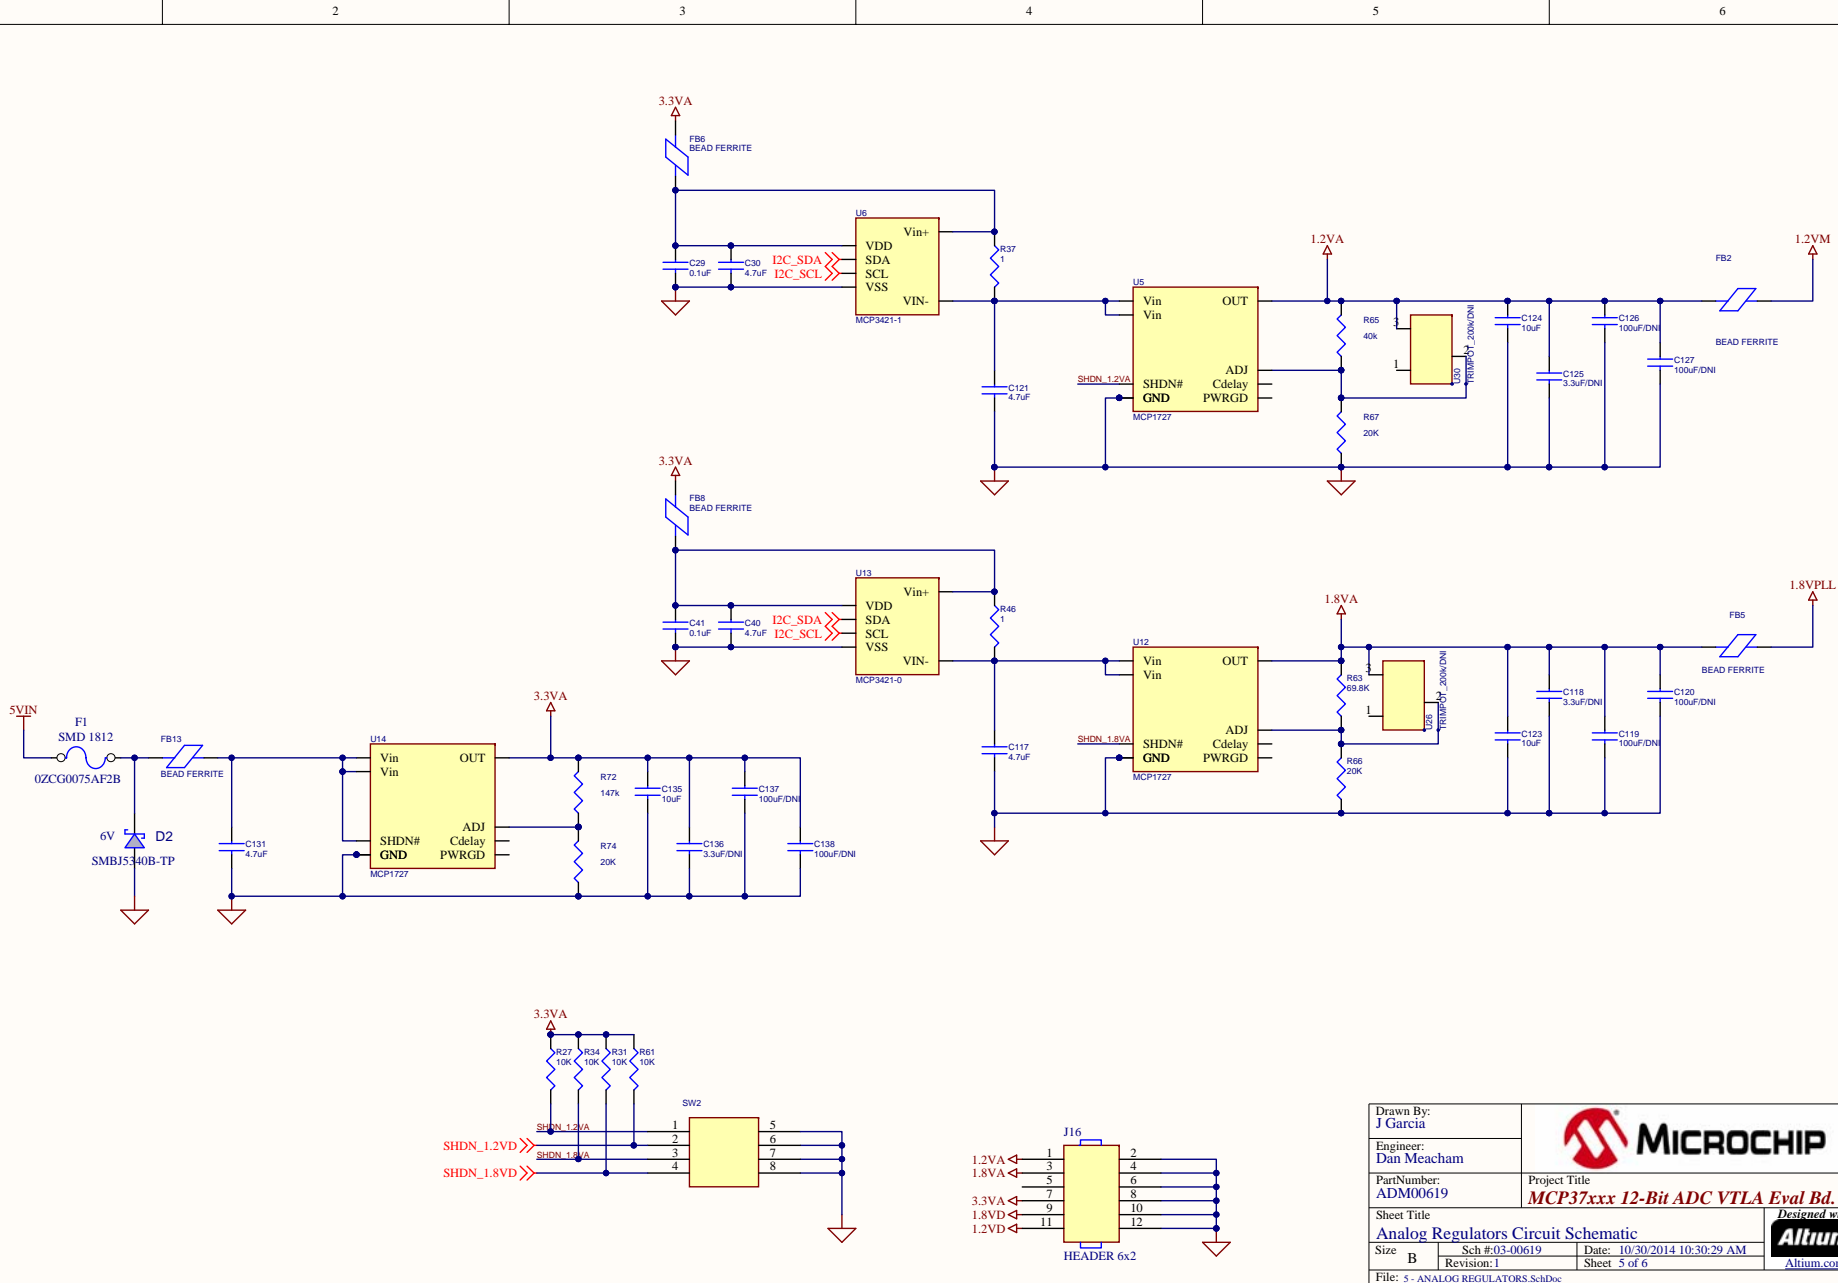 2 3 4 5 6
3.3VA
FB6
BEAD FERRITE
U6
Vin+
VDD
SDA
SCL
VSS
VIN-
MCP3421-1
I2C_SDA
I2C_SCL
C29
0.1uF
C30
4.7uF
R37
1
C121
4.7uF
U5
Vin
Vin
OUT
ADJ
SHDN#
Cdelay
GND
PWRGD
MCP1727
SHDN_1.2VA
1.2VA
R65
40k
R67
20K
3
2
1
U30
TRIMPOT_200k/DNI
C124
10uF
C125
3.3uF/DNI
C126
100uF/DNI
C127
100uF/DNI
FB2
BEAD FERRITE
1.2VM
3.3VA
FB8
BEAD FERRITE
U13
Vin+
VDD
SDA
SCL
VSS
VIN-
MCP3421-0
I2C_SDA
I2C_SCL
C41
0.1uF
C40
4.7uF
R46
1
C117
4.7uF
U12
Vin
Vin
OUT
ADJ
SHDN#
Cdelay
GND
PWRGD
MCP1727
SHDN_1.8VA
1.8VA
R63
69.8K
R66
20K
3
2
1
U26
TRIMPOT_200k/DNI
C123
10uF
C118
3.3uF/DNI
C119
100uF/DNI
C120
100uF/DNI
FB5
BEAD FERRITE
1.8VPLL
5VIN
F1
SMD 1812
0ZCG0075AF2B
6V
D2
SMBJ5340B-TP
FB13
BEAD FERRITE
C131
4.7uF
U14
Vin
Vin
OUT
ADJ
SHDN#
Cdelay
GND
PWRGD
MCP1727
3.3VA
R72
147k
R74
20K
C135
10uF
C136
3.3uF/DNI
C137
100uF/DNI
C138
100uF/DNI
3.3VA
R27
10K
R34
10K
R31
10K
R61
10K
SW2
SHDN_1.2VA 1 5
SHDN_1.2VD 2 6
SHDN_1.8VA 3 7
SHDN_1.8VD 4 8
J16
1.2VA 1 2
1.8VA 3 4
5 6
3.3VA 7 8
1.8VD 9 10
1.2VD 11 12
HEADER 6x2
Drawn By:
J Garcia
Engineer:
Dan Meacham
PartNumber:
ADM00619
MICROCHIP
Project Title
MCP37xxx 12-Bit ADC VTLA Eval Bd.
Sheet Title
Analog Regulators Circuit Schematic
Designed wi
Altium
Altium.com
Size B
Sch #:03-00619
Date: 10/30/2014 10:30:29 AM
Revision:1
Sheet 5 of 6
File: 5 - ANALOG REGULATORS.SchDoc